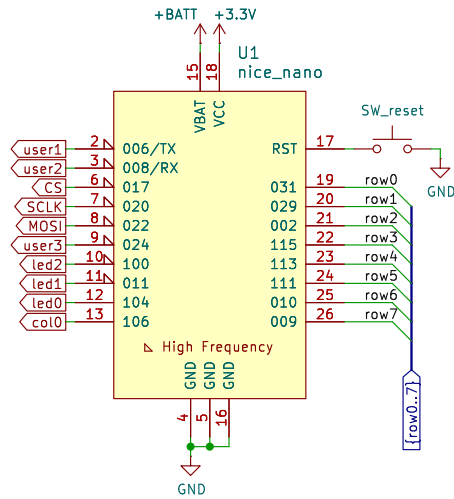 +BATT +3.3V
U1
nice_nano
15 18
VBAT VCC
SW_reset
user1 2 006/TX RST 17
user2 3 008/RX
GND
CS 6 017 031 19 row0
SCLK 7 020 029 20 row1
MOSI 8 022 002 21 row2
user3 9 024 115 22 row3
led2 10 100 113 23 row4
led1 11 011 111 24 row5
led0 12 104 010 25 row6
col0 13 106 009 26 row7
High Frequency
GND GND GND
4 5 16
{row0..7}
GND